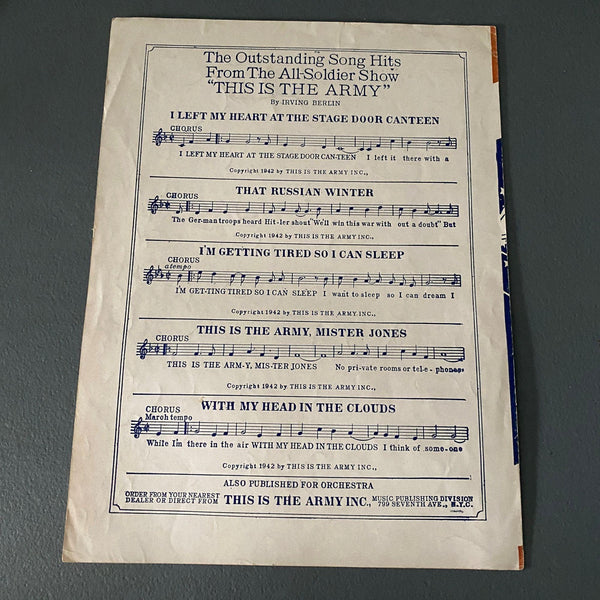 The Outstanding Song Hits
From The All-Soldier Show
"THIS IS THE ARMY"
By IRVING BERLIN
I LEFT MY HEART AT THE STAGE DOOR CANTEEN
CHORUS
I LEFT MY HEART AT THE STAGE DOOR CAN-TEEN I left it there with a
Copyright 1942 by THIS IS THE ARMY INC.,
THAT RUSSIAN WINTER
CHORUS
The Ger-man troops heard Hit-ler shout "We'll win this war with out a doubt" But
Copyright 1942 by THIS IS THE ARMY INC.,
I'M GETTING TIRED SO I CAN SLEEP
CHORUS
a tempo
I'M GET-TING TIRED SO I CAN SLEEP I want to sleep so I can dream I
Copyright 1942 by THIS IS THE ARMY INC.,
THIS IS THE ARMY, MISTER JONES
CHORUS
THIS IS THE ARM-Y, MIS-TER JONES No pri-vate rooms or tel-e-phones
Copyright 1942 by THIS IS THE ARMY INC.,
WITH MY HEAD IN THE CLOUDS
CHORUS
March tempo
While I'm there in the air WITH MY HEAD IN THE CLOUDS I think of some-one
Copyright 1942 by THIS IS THE ARMY INC.,
ALSO PUBLISHED FOR ORCHESTRA
ORDER FROM YOUR NEAREST
DEALER OR DIRECT FROM
THIS IS THE ARMY INC.,
MUSIC PUBLISHING DIVISION
799 SEVENTH AVE., N.Y.C.